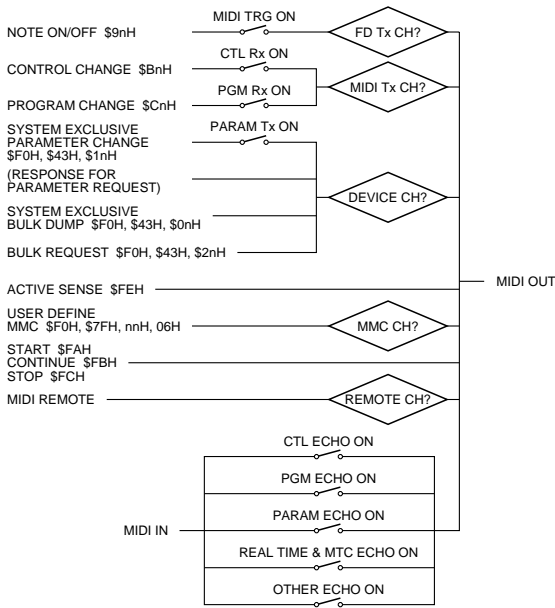 MIDI TRG ON
NOTE ON/OFF $9nH
FD Tx CH?
CTL Rx ON
CONTROL CHANGE $BnH
MIDI Tx CH?
PGM Rx ON
PROGRAM CHANGE $CnH
SYSTEM EXCLUSIVE
PARAMETER CHANGE
$F0H, $43H, $1nH
PARAM Tx ON
(RESPONSE FOR
PARAMETER REQUEST)
DEVICE CH?
SYSTEM EXCLUSIVE
BULK DUMP $F0H, $43H, $0nH
BULK REQUEST $F0H, $43H, $2nH
MIDI OUT
ACTIVE SENSE $FEH
USER DEFINE
MMC $F0H, $7FH, nnH, 06H
MMC CH?
START $FAH
CONTINUE $FBH
STOP $FCH
MIDI REMOTE
REMOTE CH?
CTL ECHO ON
PGM ECHO ON
PARAM ECHO ON
MIDI IN
REAL TIME & MTC ECHO ON
OTHER ECHO ON